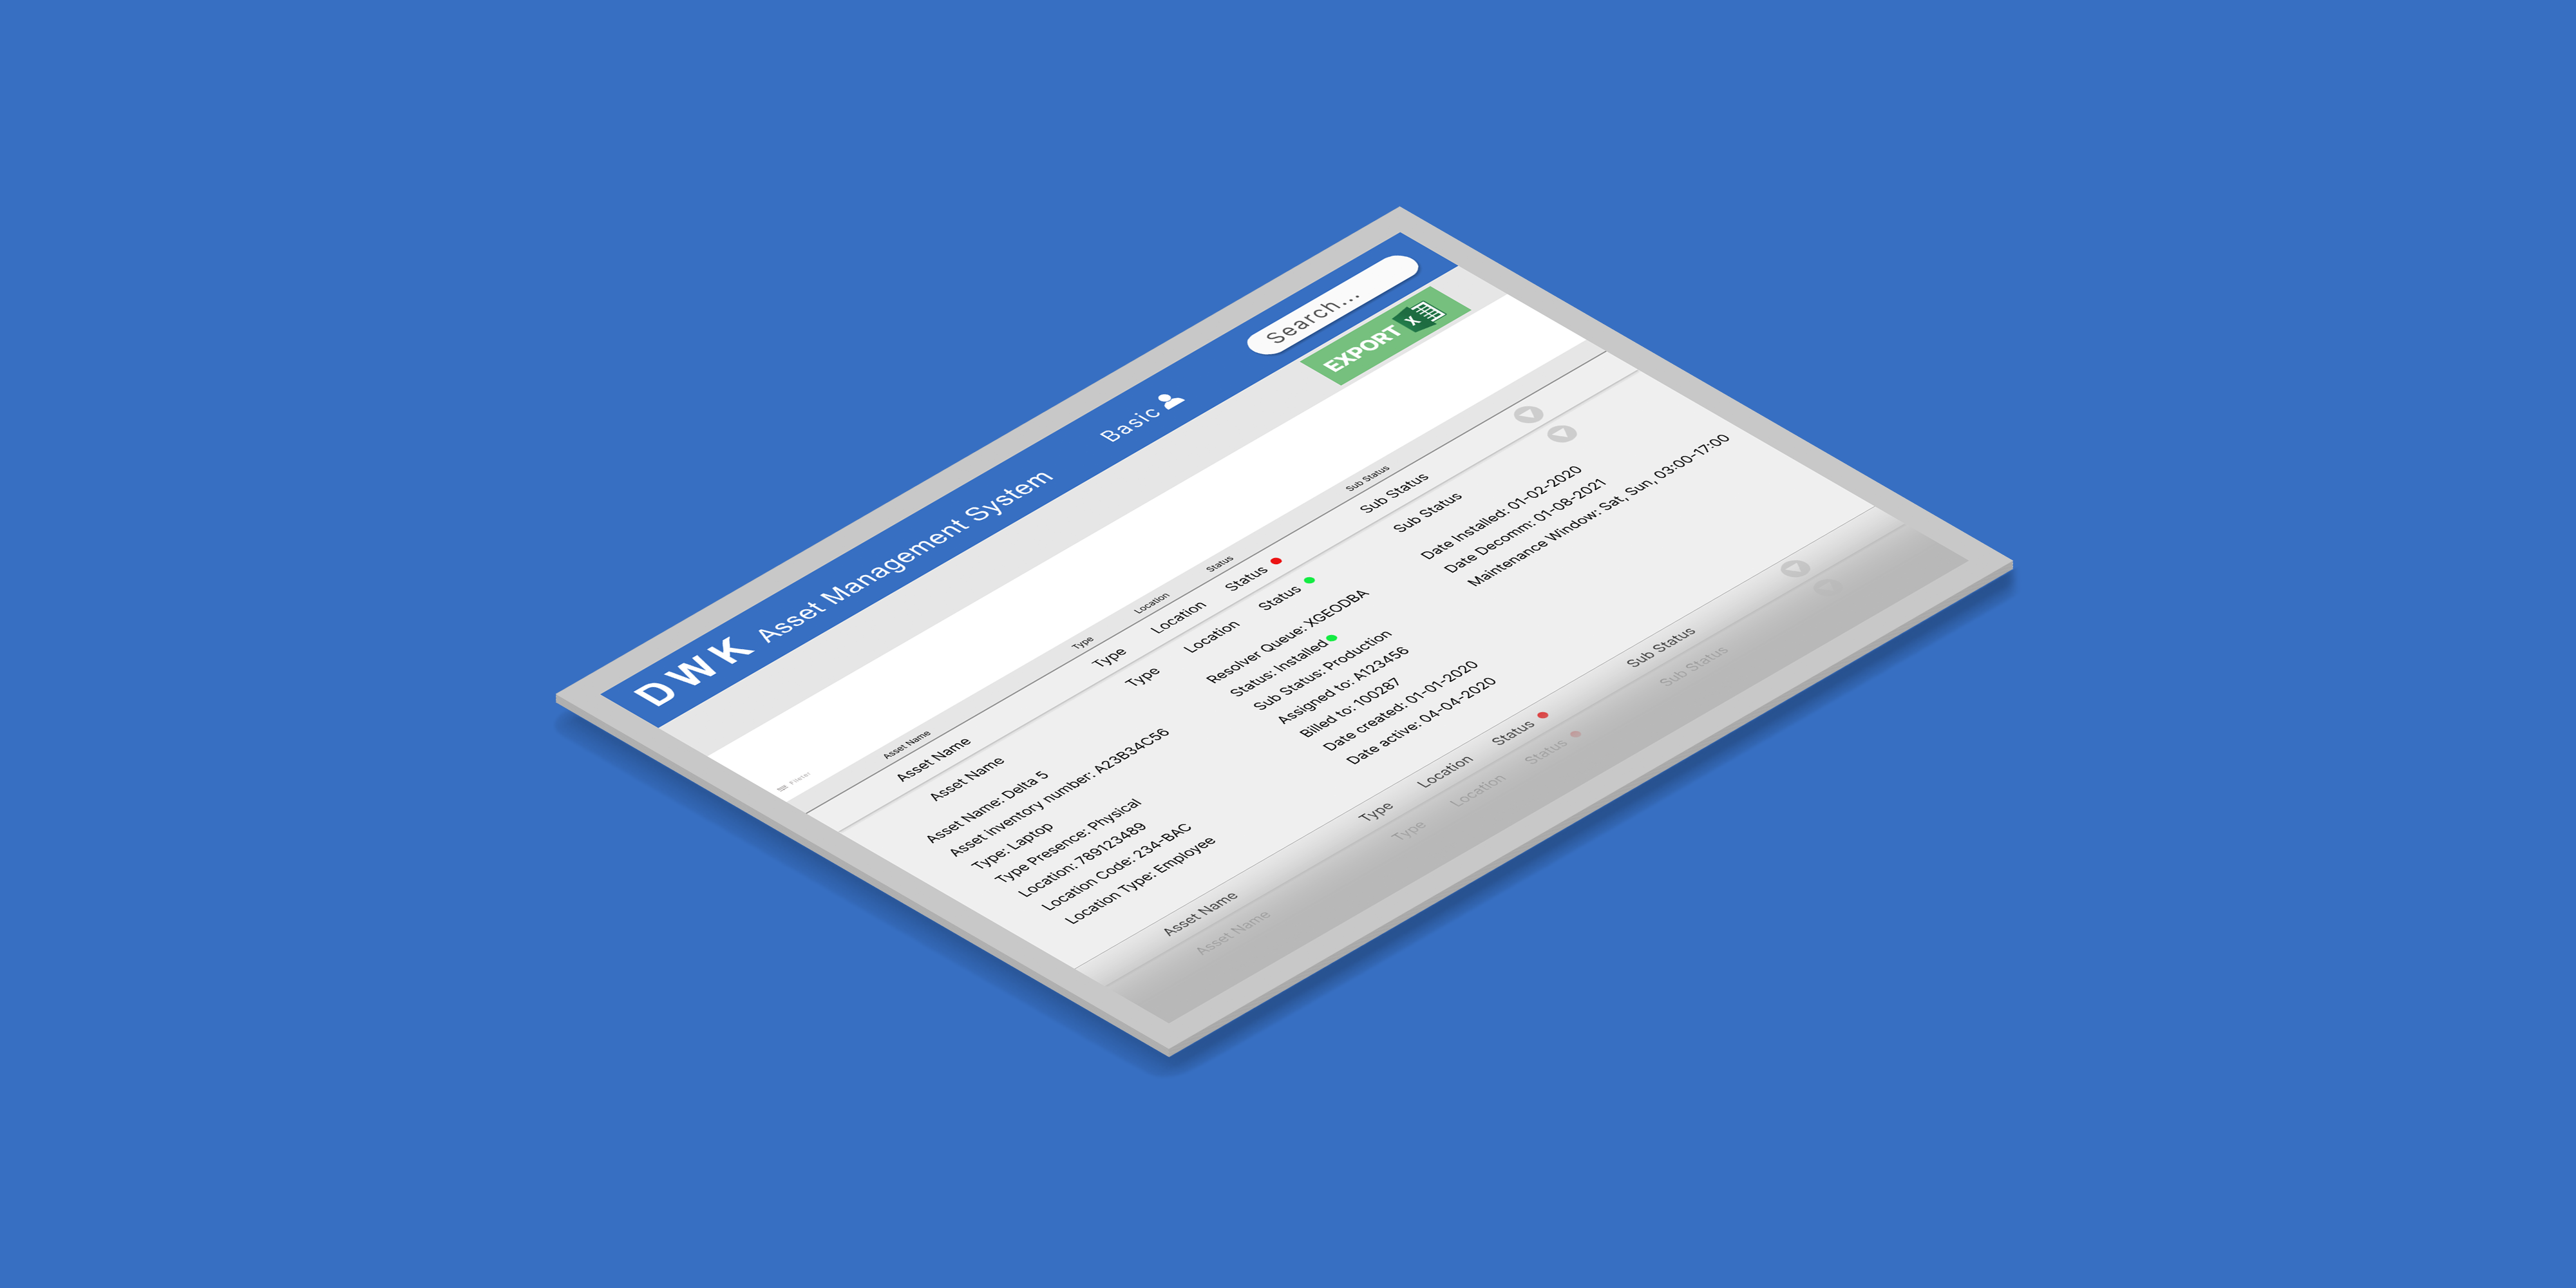 DWK Asset Management System Basic Search...
EXPORT X
Asset Name Type Location Status Sub Status
Asset Name Type Location Status Sub Status
Asset Name Type Location Status Sub Status
Asset Name: Delta 5
Asset inventory number: A23B34C56
Type: Laptop
Type Presence: Physical
Location: 789123489
Location Code: 234-BAC
Location Type: Employee
Resolver Queue: XGEODBA
Status: Installed
Sub Status: Production
Assigned to: A123456
Billed to: 100287
Date created: 01-01-2020
Date active: 04-04-2020
Date Installed: 01-02-2020
Date Decomm: 01-08-2021
Maintenance Window: Sat, Sun, 03:00-17:00
Asset Name Type Location Status Sub Status
Asset Name Type Location Status Sub Status